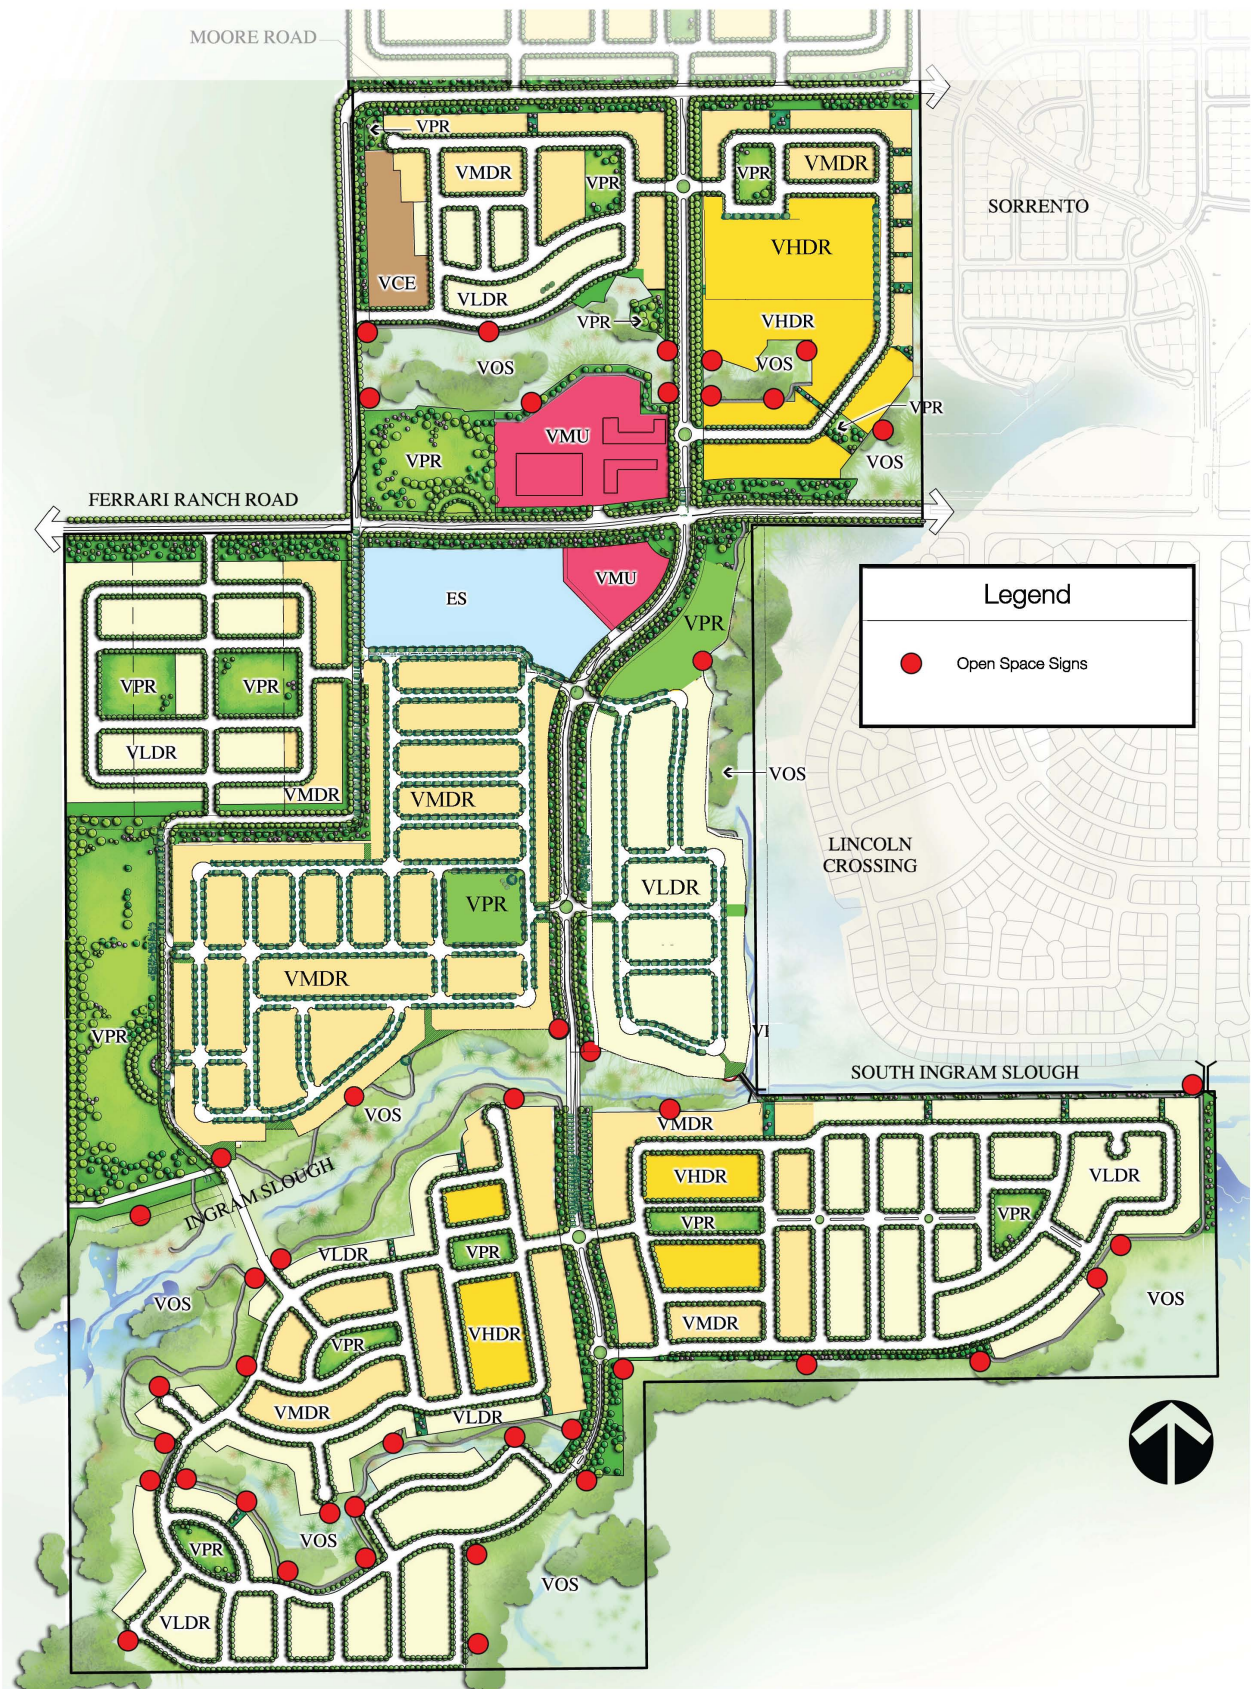 MOORE ROAD
VPR
VMDR
VPR
VPR
VMDR
SORRENTO
VHDR
VCE
VLDR
VPR
VHDR
VOS
VOS
VPR
VMU
VPR
VOS
FERRARI RANCH ROAD
ES
VMU
VPR
Legend
Open Space Signs
VPR
VPR
VLDR
VMDR
VMDR
VOS
LINCOLN
CROSSING
VLDR
VPR
VMDR
VPR
SOUTH INGRAM SLOUGH
VOS
VMDR
INGRAM SLOUGH
VHDR
VLDR
VPR
VPR
VLDR
VPR
VOS
VOS
VMDR
VHDR
VPR
VMDR
VLDR
VOS
VPR
VOS
VLDR